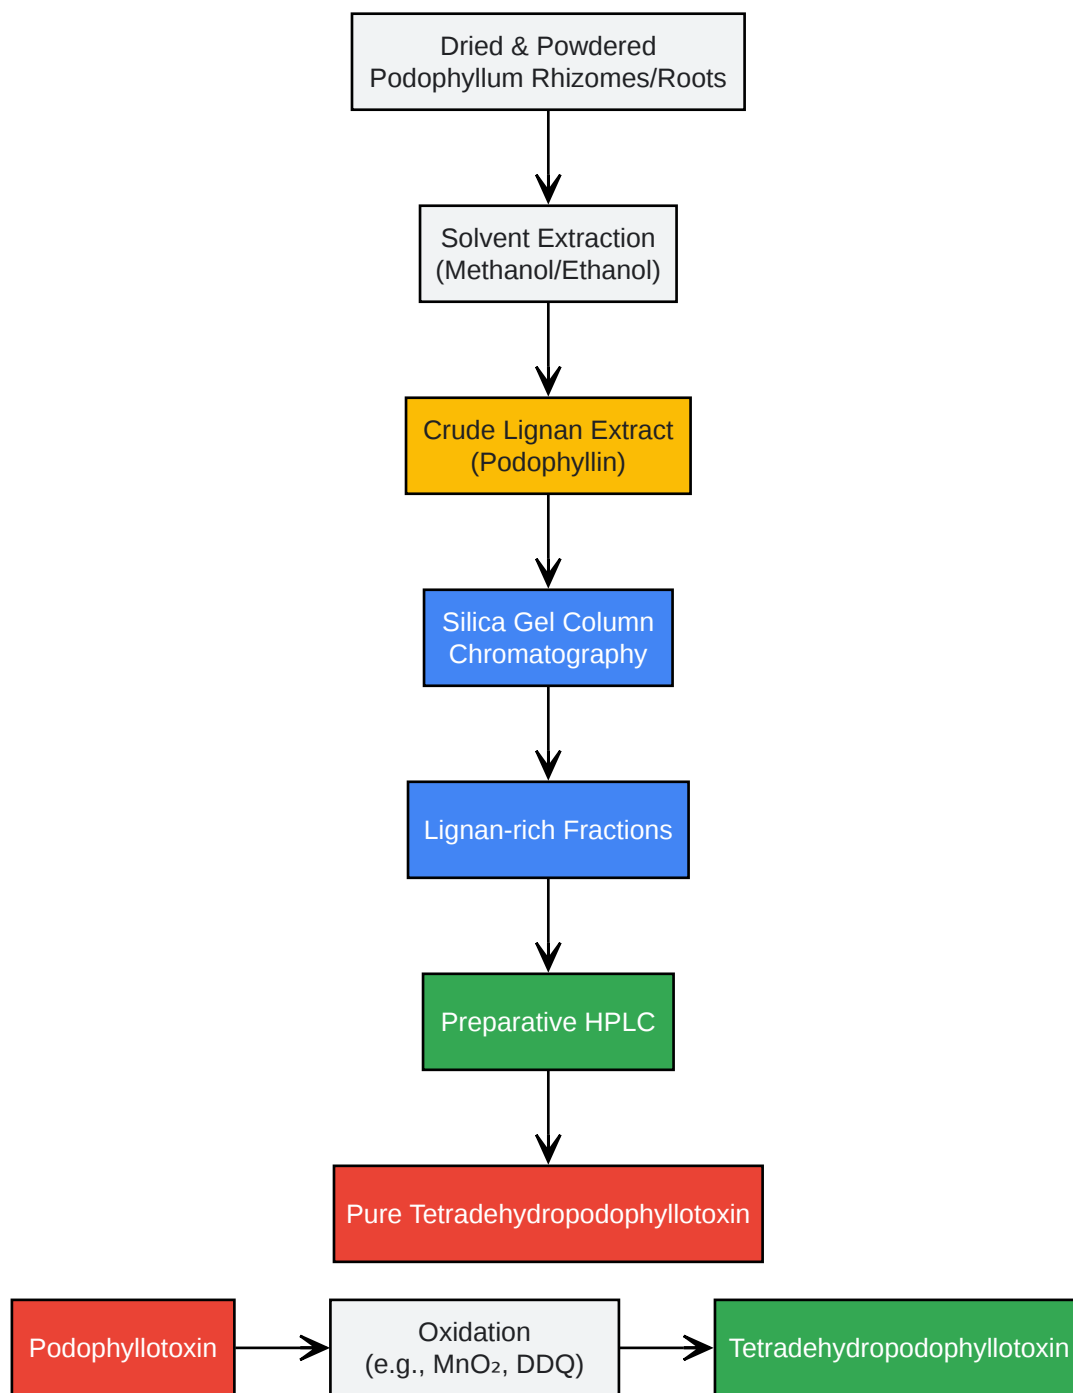 Dried & Powdered
Podophyllum Rhizomes/Roots
Solvent Extraction
(Methanol/Ethanol)
Crude Lignan Extract
(Podophyllin)
Silica Gel Column
Chromatography
Lignan-rich Fractions
Preparative HPLC
Pure Tetradehydropodophyllotoxin
Podophyllotoxin
Oxidation
(e.g., MnO₂, DDQ)
Tetradehydropodophyllotoxin